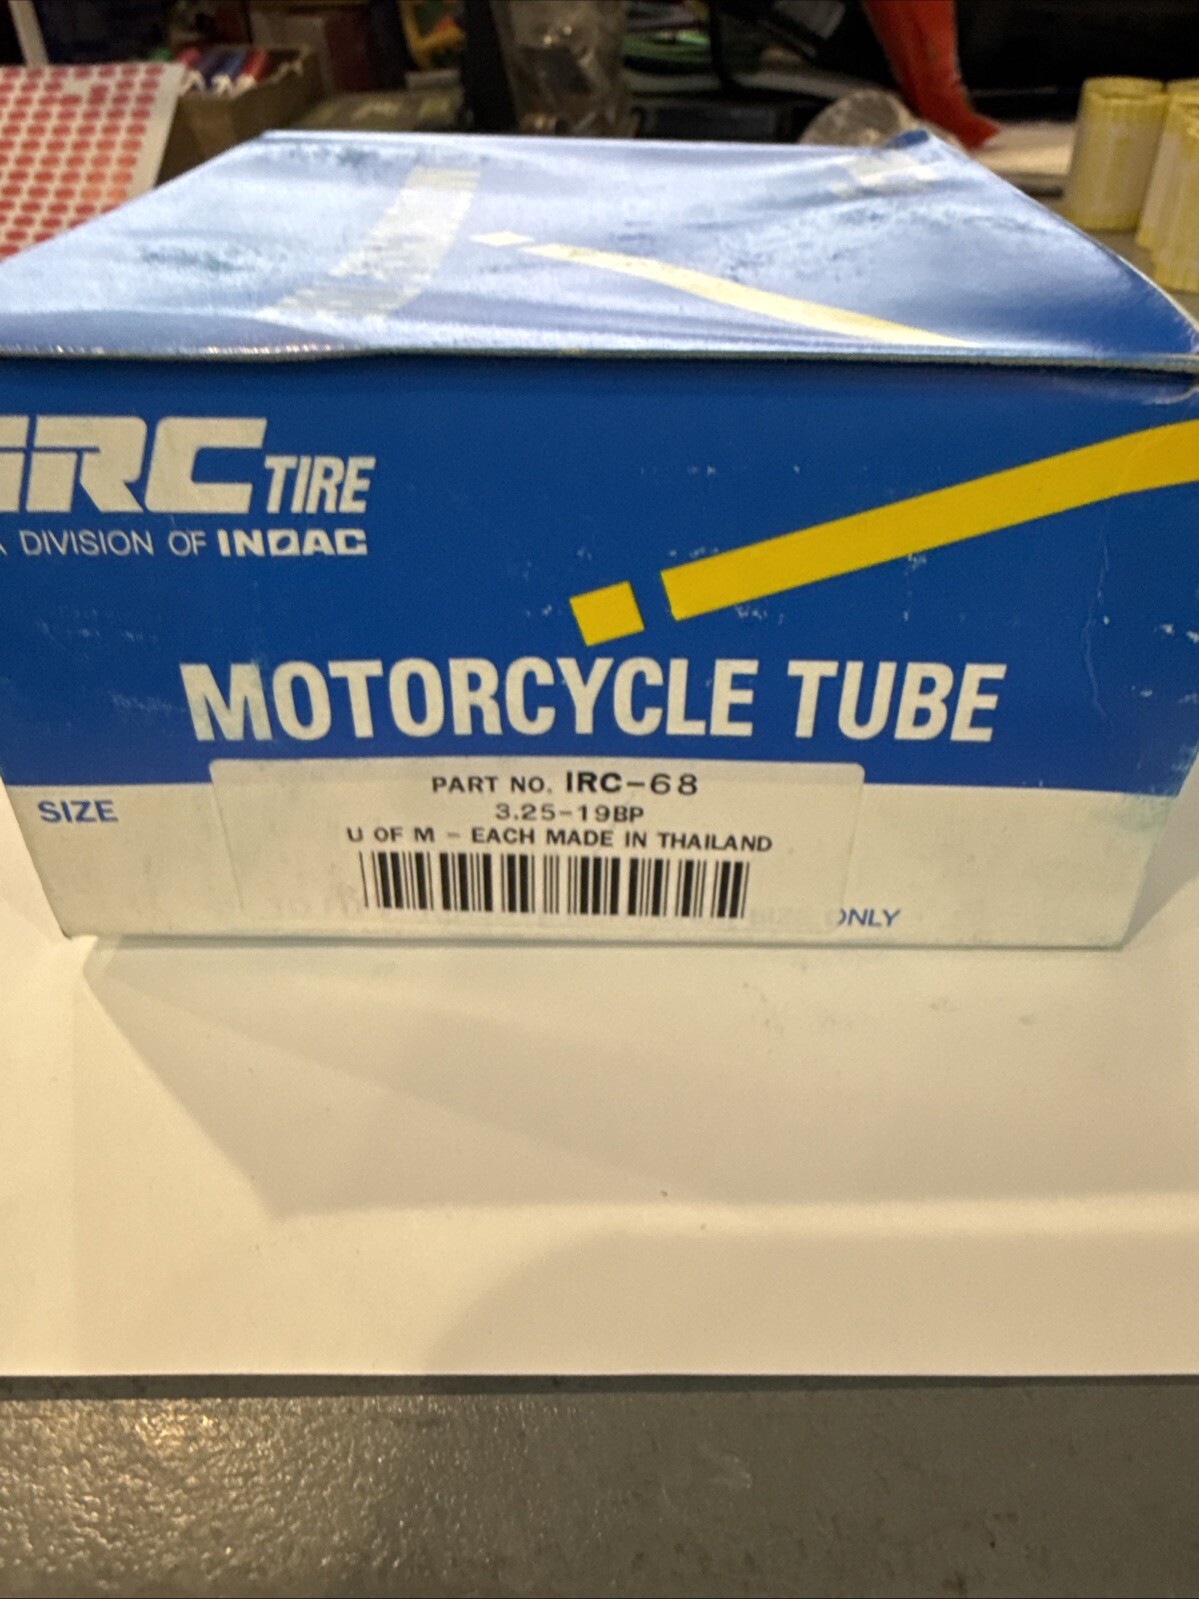 IRC TIRE
A DIVISION OF INOAC
MOTORCYCLE TUBE
SIZE
PART NO. IRC-68
3.25-19BP
U OF M - EACH MADE IN THAILAND
ONLY